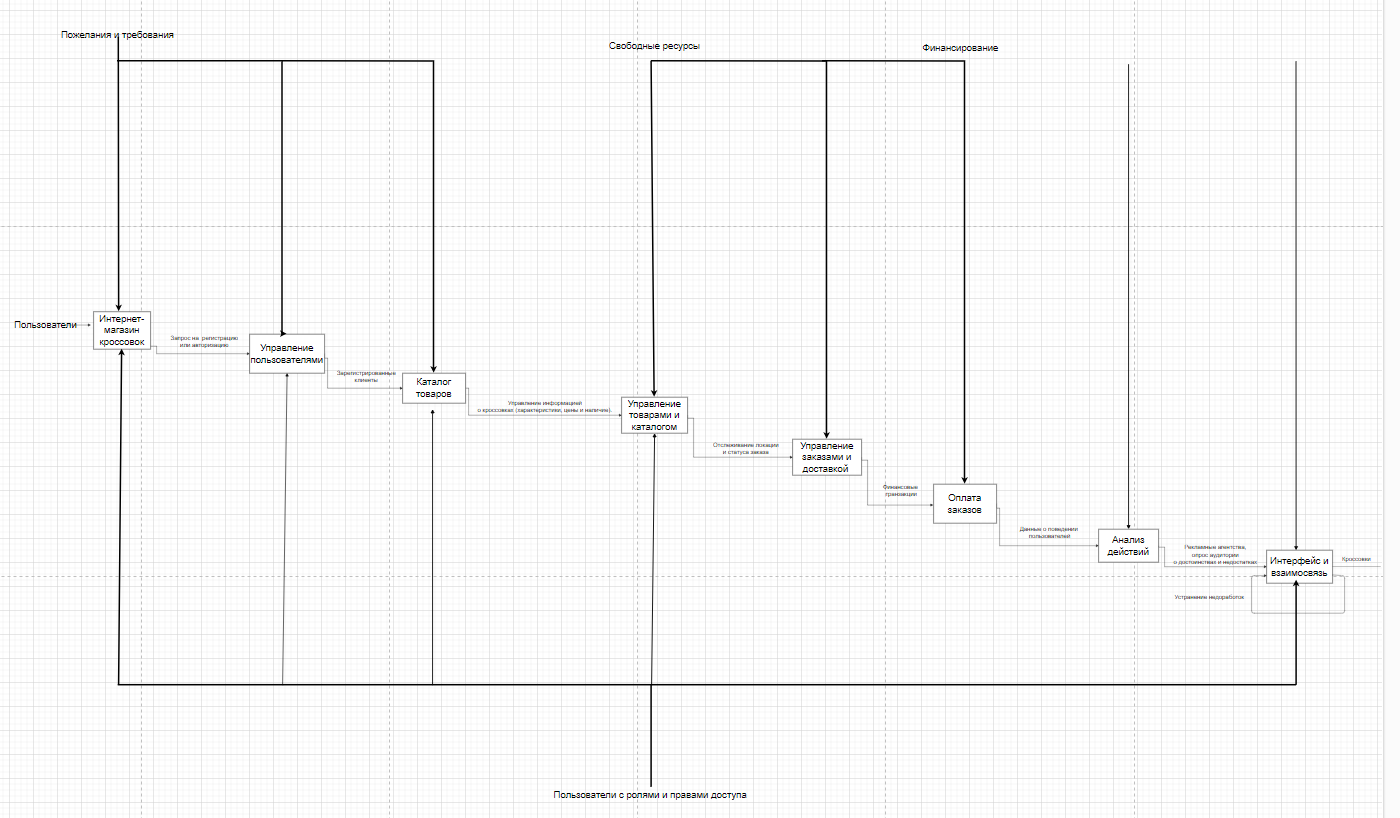 Пожелания и требования
Свободные ресурсы
Финансирование
Пользователи
Интернет-
магазин
кроссовок
Запрос на регистрацию
или авторизацию
Управление
пользователями
Зарегистрированные
клиенты
Каталог
товаров
Управление информацией
о кроссовках (характеристики, цены и наличие).
Управление
товарами и
каталогом
Отслеживание локации
и статуса заказа
Управление
заказами и
доставкой
Финансовые
транзакции
Оплата
заказов
Данные о поведении
пользователей
Анализ
действий
Рекламные агентства,
опрос аудитории
о достоинствах и недостатках
Интерфейс и
взаимосвязь
Кроссовки
Устранение недоработок
Пользователи с ролями и правами доступа